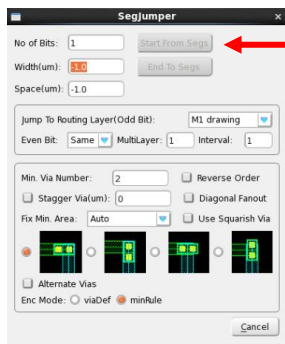 SegJumper
No of Bits: 1 Start From Segs
Width(um): -1.0 End To Segs
Space(um): -1.0
Jump To Routing Layer(Odd Bit): M1 drawing
Even Bit: Same MultiLayer: 1 Interval: 1
Min. Via Number: 2 Reverse Order
Stagger Via(um): 0 Diagonal Fanout
Fix Min. Area: Auto Use Squarish Via
Alternate Vias
Enc Mode: viaDef minRule
Cancel